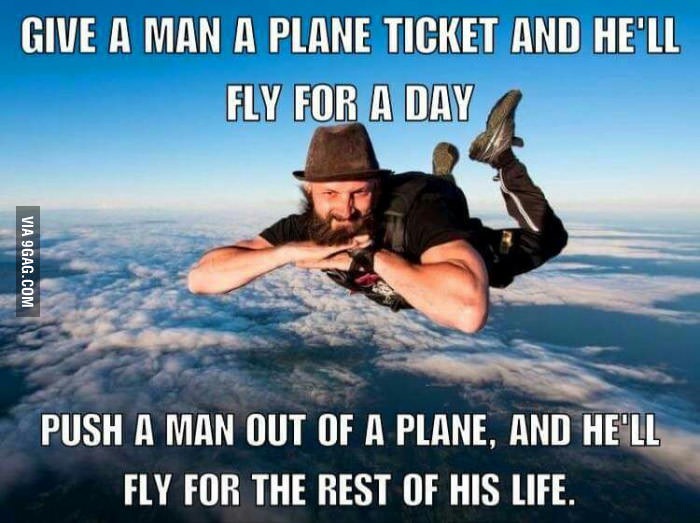 GIVE A MAN A PLANE TICKET AND HE'LL
FLY FOR A DAY
VIA 9GAG.COM
PUSH A MAN OUT OF A PLANE, AND HE'LL
FLY FOR THE REST OF HIS LIFE.